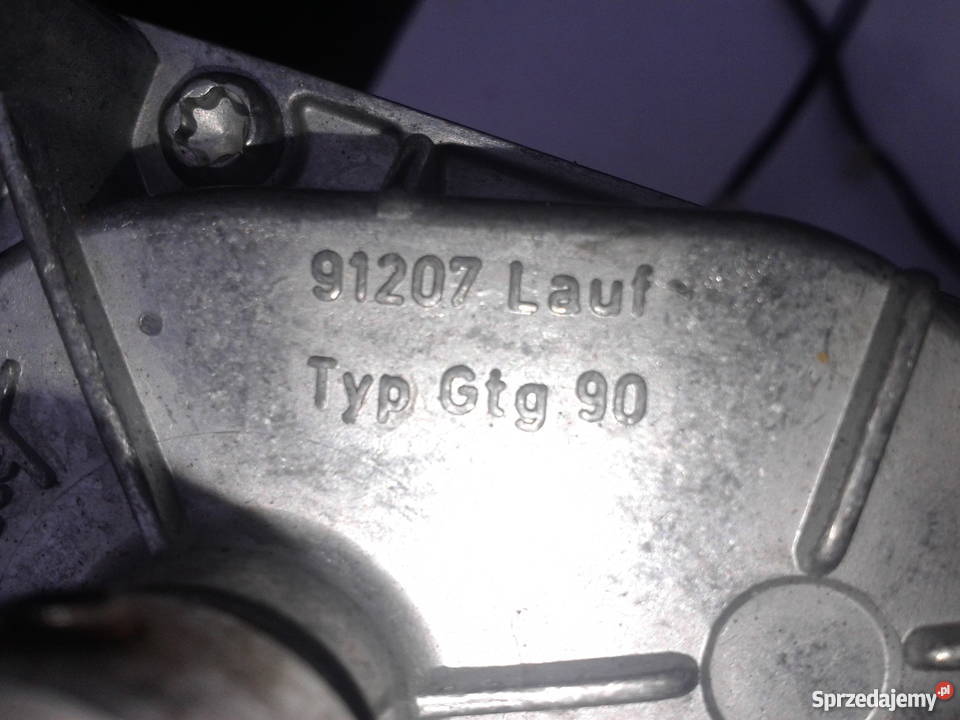 91207 Lauf
Typ Gtg 90
Sprzedajemy.pl